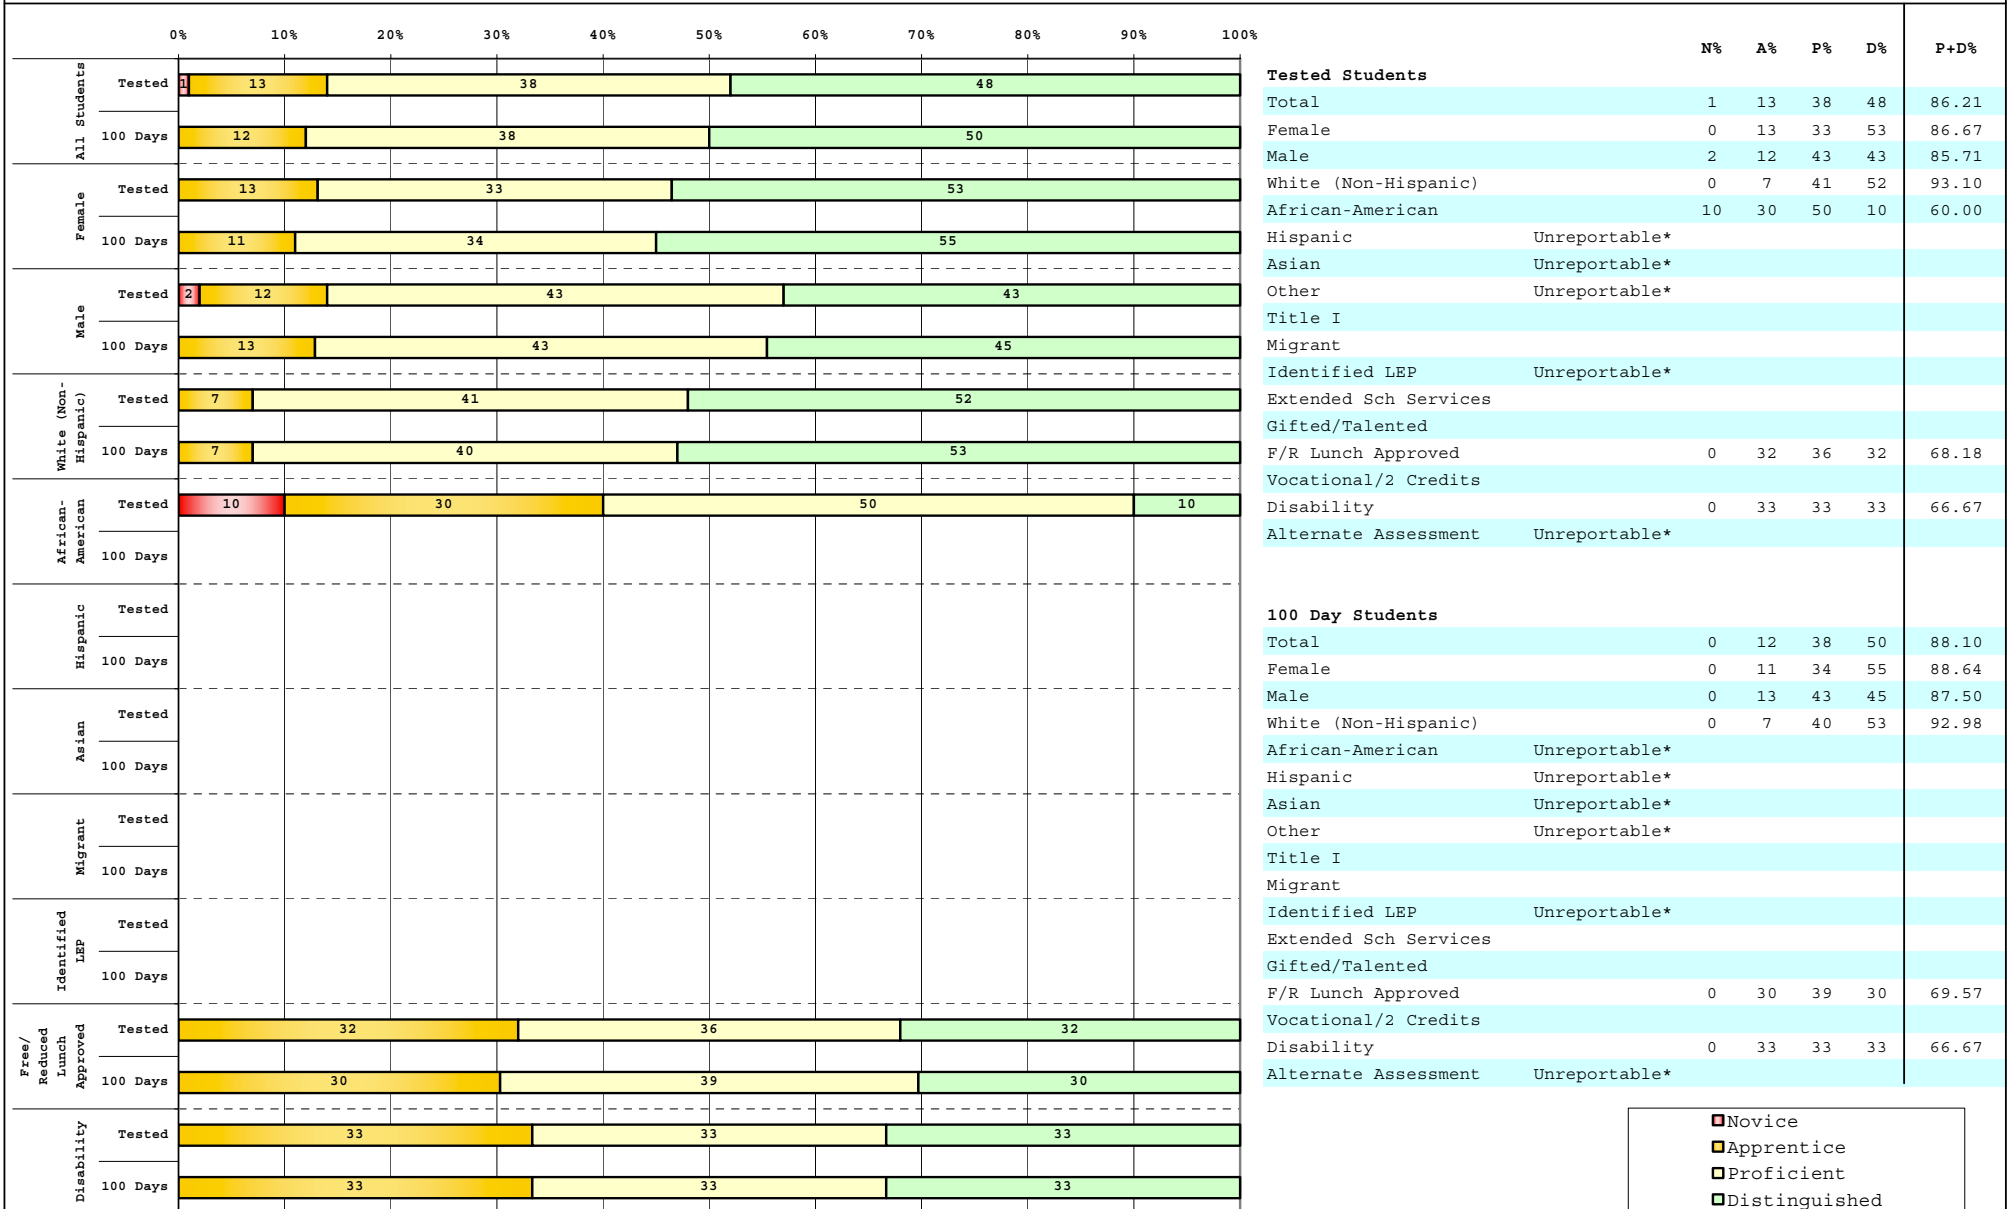 0% 10% 20% 30% 40% 50% 60% 70% 80% 90% 100%
All Students
Tested 1 13 38 48
100 Days 12 38 50
Female
Tested 13 33 53
100 Days 11 34 55
Male
Tested 2 12 43 43
100 Days 13 43 45
White (Non-
Hispanic)
Tested 7 41 52
100 Days 7 40 53
African-
American
Tested 10 30 50 10
100 Days
Hispanic
Tested
100 Days
Asian
Tested
100 Days
Migrant
Tested
100 Days
Identified
LEP
Tested
100 Days
Free/
Reduced
Lunch
Approved
Tested 32 36 32
100 Days 30 39 30
Disability
Tested 33 33 33
100 Days 33 33 33
N% A% P% D% P+D%
Tested Students
Total 1 13 38 48 86.21
Female 0 13 33 53 86.67
Male 2 12 43 43 85.71
White (Non-Hispanic) 0 7 41 52 93.10
African-American 10 30 50 10 60.00
Hispanic Unreportable*
Asian Unreportable*
Other Unreportable*
Title I
Migrant
Identified LEP Unreportable*
Extended Sch Services
Gifted/Talented
F/R Lunch Approved 0 32 36 32 68.18
Vocational/2 Credits
Disability 0 33 33 33 66.67
Alternate Assessment Unreportable*
100 Day Students
Total 0 12 38 50 88.10
Female 0 11 34 55 88.64
Male 0 13 43 45 87.50
White (Non-Hispanic) 0 7 40 53 92.98
African-American Unreportable*
Hispanic Unreportable*
Asian Unreportable*
Other Unreportable*
Title I
Migrant
Identified LEP Unreportable*
Extended Sch Services
Gifted/Talented
F/R Lunch Approved 0 30 39 30 69.57
Vocational/2 Credits
Disability 0 33 33 33 66.67
Alternate Assessment Unreportable*
Novice
Apprentice
Proficient
Distinguished